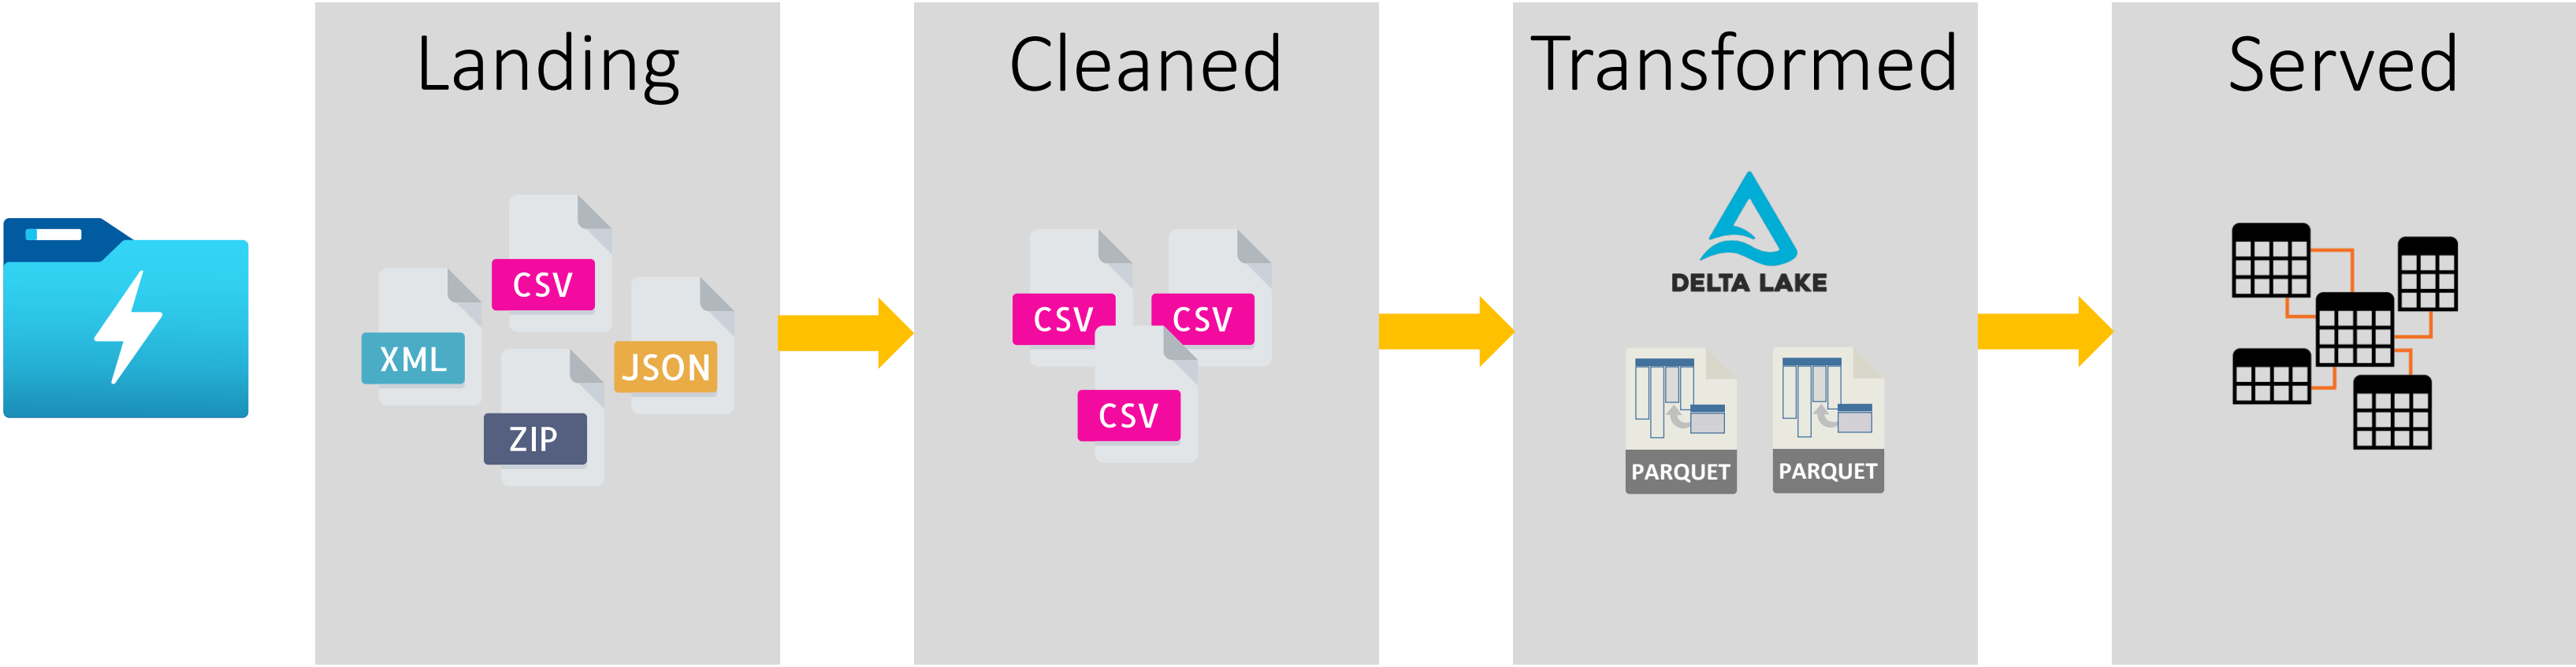 Landing
CSV
XML
JSON
ZIP
Cleaned
CSV
CSV
CSV
Transformed
DELTA LAKE
PARQUET
PARQUET
Served